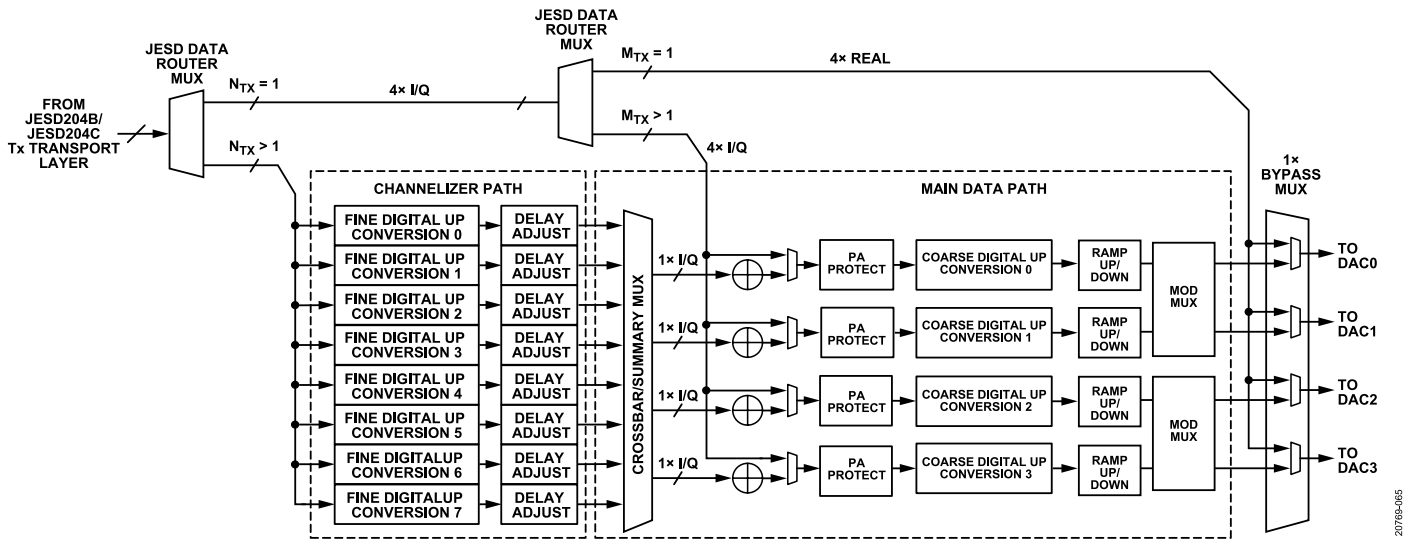 JESD DATA
ROUTER
MUX
JESD DATA
ROUTER
MUX
FROM
JESD204B/
JESD204C
Tx TRANSPORT
LAYER
NTX = 1
4× I/Q
NTX > 1
MTX = 1
4× REAL
MTX > 1
4× I/Q
1×
BYPASS
MUX
CHANNELIZER PATH
MAIN DATA PATH
FINE DIGITAL UP
CONVERSION 0
DELAY
ADJUST
FINE DIGITAL UP
CONVERSION 1
DELAY
ADJUST
FINE DIGITAL UP
CONVERSION 2
DELAY
ADJUST
FINE DIGITAL UP
CONVERSION 3
DELAY
ADJUST
FINE DIGITAL UP
CONVERSION 4
DELAY
ADJUST
FINE DIGITAL UP
CONVERSION 5
DELAY
ADJUST
FINE DIGITALUP
CONVERSION 6
DELAY
ADJUST
FINE DIGITALUP
CONVERSION 7
DELAY
ADJUST
CROSSBAR/SUMMARY MUX
1× I/Q
PA
PROTECT
COARSE DIGITAL UP
CONVERSION 0
RAMP
UP/
DOWN
1× I/Q
PA
PROTECT
COARSE DIGITAL UP
CONVERSION 1
RAMP
UP/
DOWN
MOD
MUX
1× I/Q
PA
PROTECT
COARSE DIGITAL UP
CONVERSION 2
RAMP
UP/
DOWN
1× I/Q
PA
PROTECT
COARSE DIGITAL UP
CONVERSION 3
RAMP
UP/
DOWN
MOD
MUX
TO
DAC0
TO
DAC1
TO
DAC2
TO
DAC3
20769-065